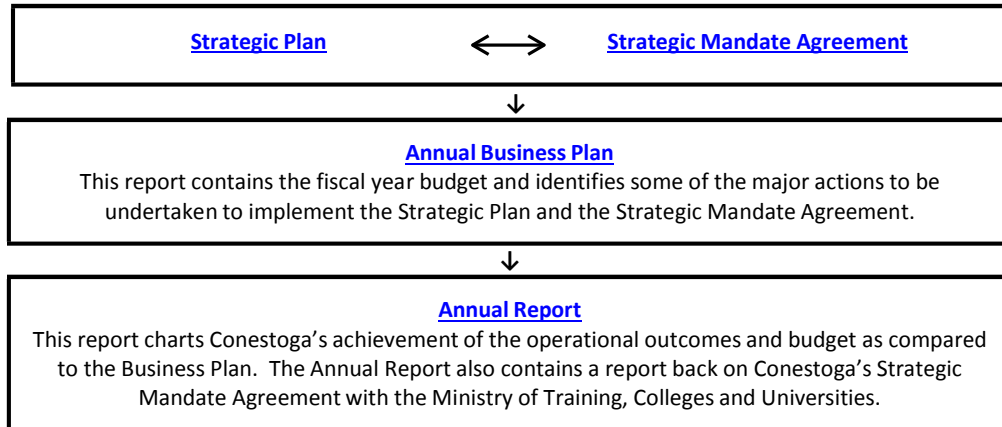 Strategic Plan ↔ Strategic Mandate Agreement
↓
Annual Business Plan
This report contains the fiscal year budget and identifies some of the major actions to be
undertaken to implement the Strategic Plan and the Strategic Mandate Agreement.
↓
Annual Report
This report charts Conestoga's achievement of the operational outcomes and budget as compared
to the Business Plan.  The Annual Report also contains a report back on Conestoga's Strategic
Mandate Agreement with the Ministry of Training, Colleges and Universities.